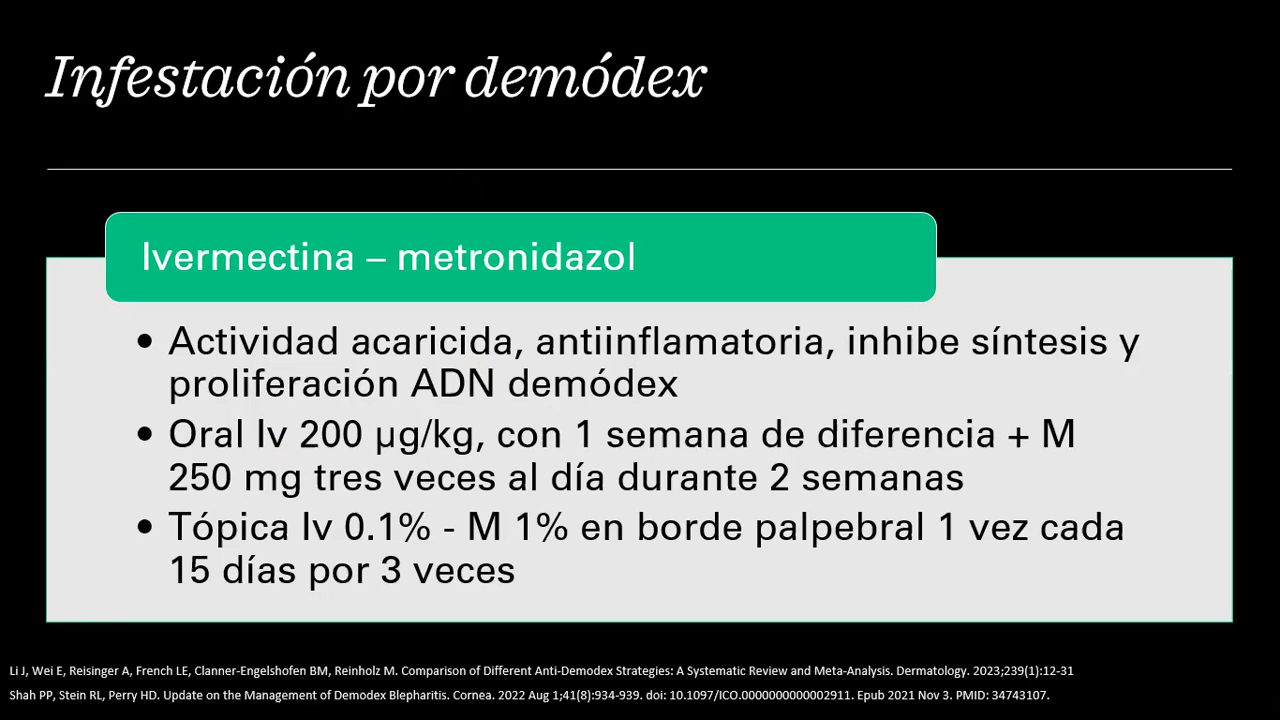 Infestación por demódex
Ivermectina – metronidazol
• Actividad acaricida, antiinflamatoria, inhibe síntesis y
proliferación ADN demódex
• Oral Iv 200 µg/kg, con 1 semana de diferencia + M
250 mg tres veces al día durante 2 semanas
• Tópica Iv 0.1% - M 1% en borde palpebral 1 vez cada
15 días por 3 veces
Li J, Wei E, Reisinger A, French LE, Clanner-Engelshofen BM, Reinholz M. Comparison of Different Anti-Demodex Strategies: A Systematic Review and Meta-Analysis. Dermatology. 2023;239(1):12-31
Shah PP, Stein RL, Perry HD. Update on the Management of Demodex Blepharitis. Cornea. 2022 Aug 1;41(8):934-939. doi: 10.1097/ICO.0000000000002911. Epub 2021 Nov 3. PMID: 34743107.